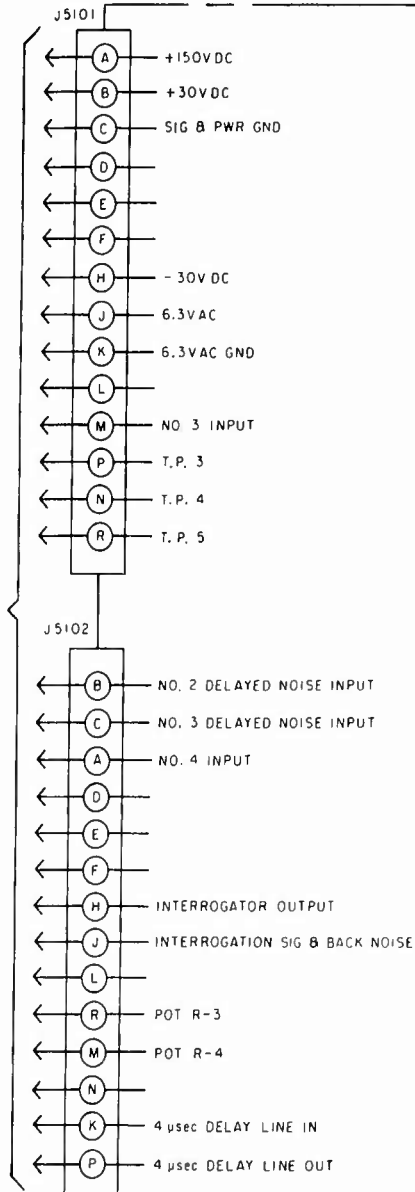 J5101
A +150VDC
B +30VDC
C SIG & PWR GND
D
E
F
H -30VDC
J 6.3VAC
K 6.3VAC GND
L
M NO. 3 INPUT
P T.P. 3
N T.P. 4
R T.P. 5
J5102
B NO. 2 DELAYED NOISE INPUT
C NO. 3 DELAYED NOISE INPUT
A NO. 4 INPUT
D
E
F
H INTERROGATOR OUTPUT
J INTERROGATION SIG & BACK NOISE
L
R POT R-3
M POT R-4
N
K 4 µsec DELAY LINE IN
P 4 µsec DELAY LINE OUT